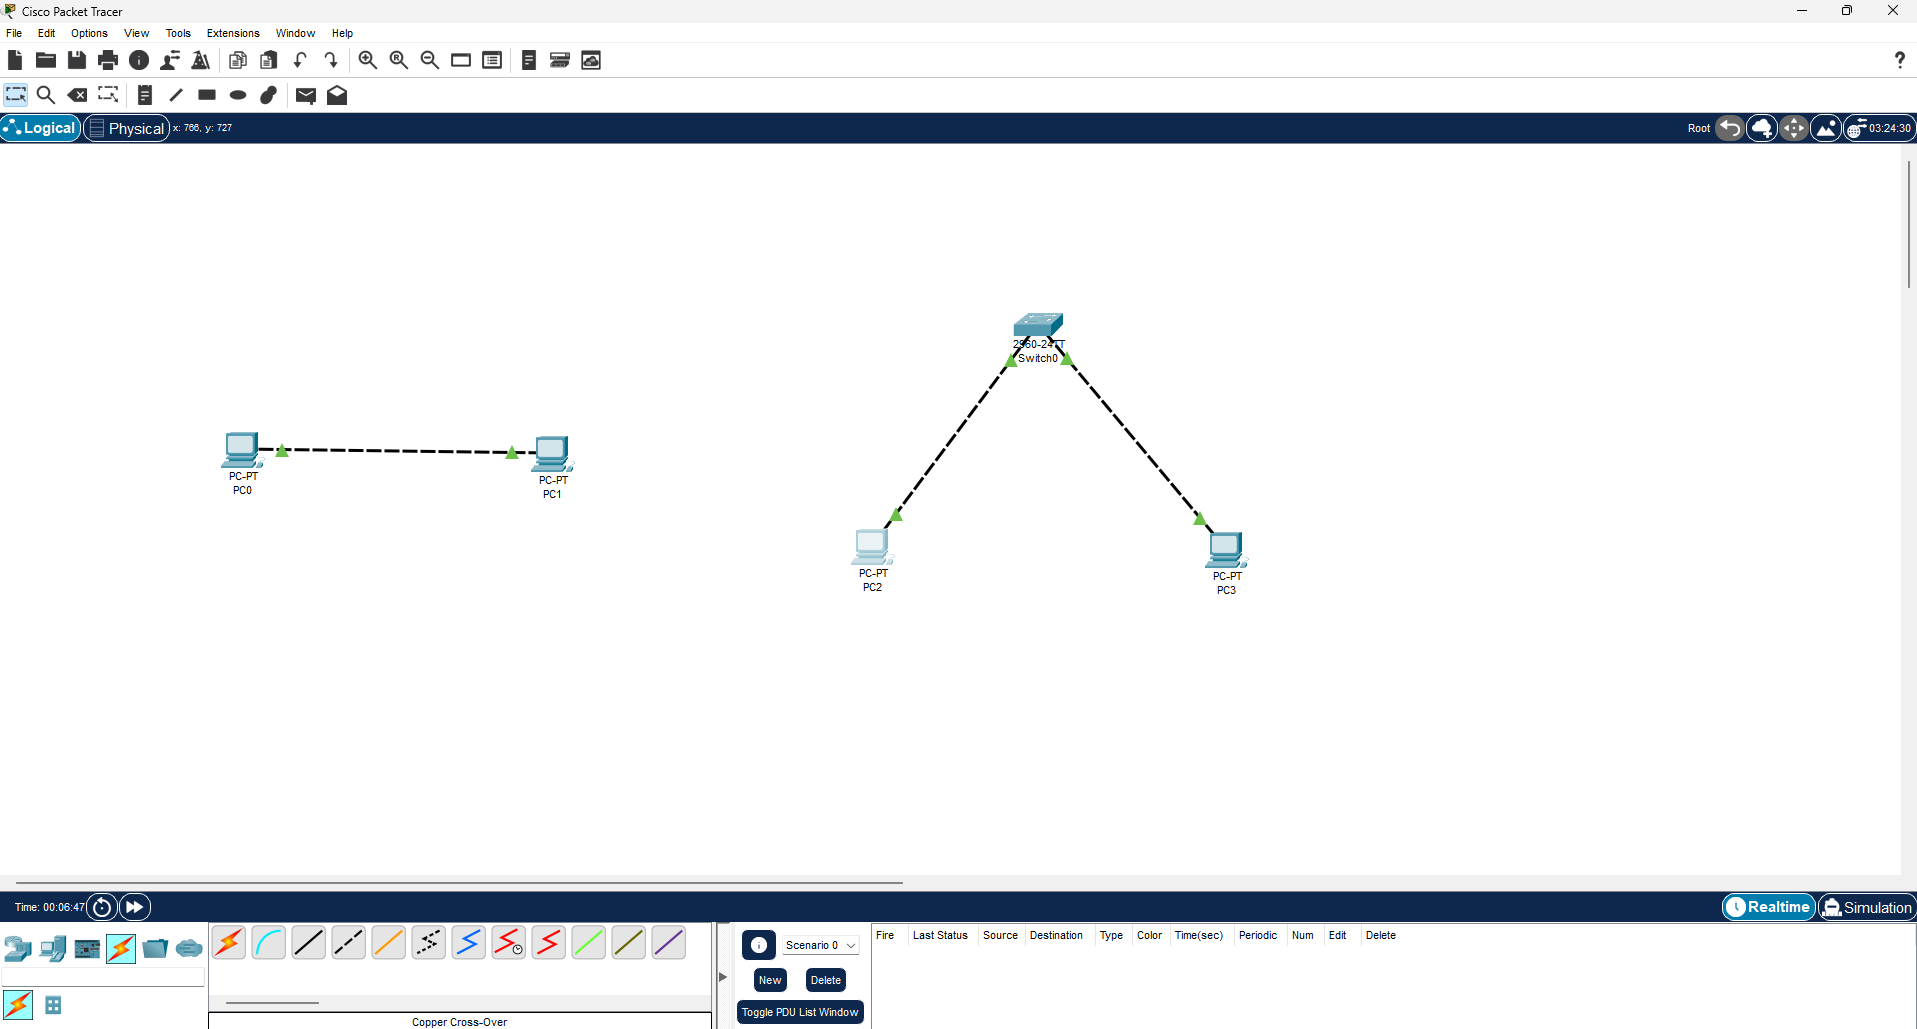 Cisco Packet Tracer
File Edit Options View Tools Extensions Window Help
Logical Physical x: 766, y: 727 Root 03:24:30
2960-24TT
Switch0
PC-PT
PC0
PC-PT
PC1
PC-PT
PC2
PC-PT
PC3
Time: 00:06:47 Realtime Simulation
Scenario 0
New Delete
Toggle PDU List Window
Fire Last Status Source Destination Type Color Time(sec) Periodic Num Edit Delete
Copper Cross-Over